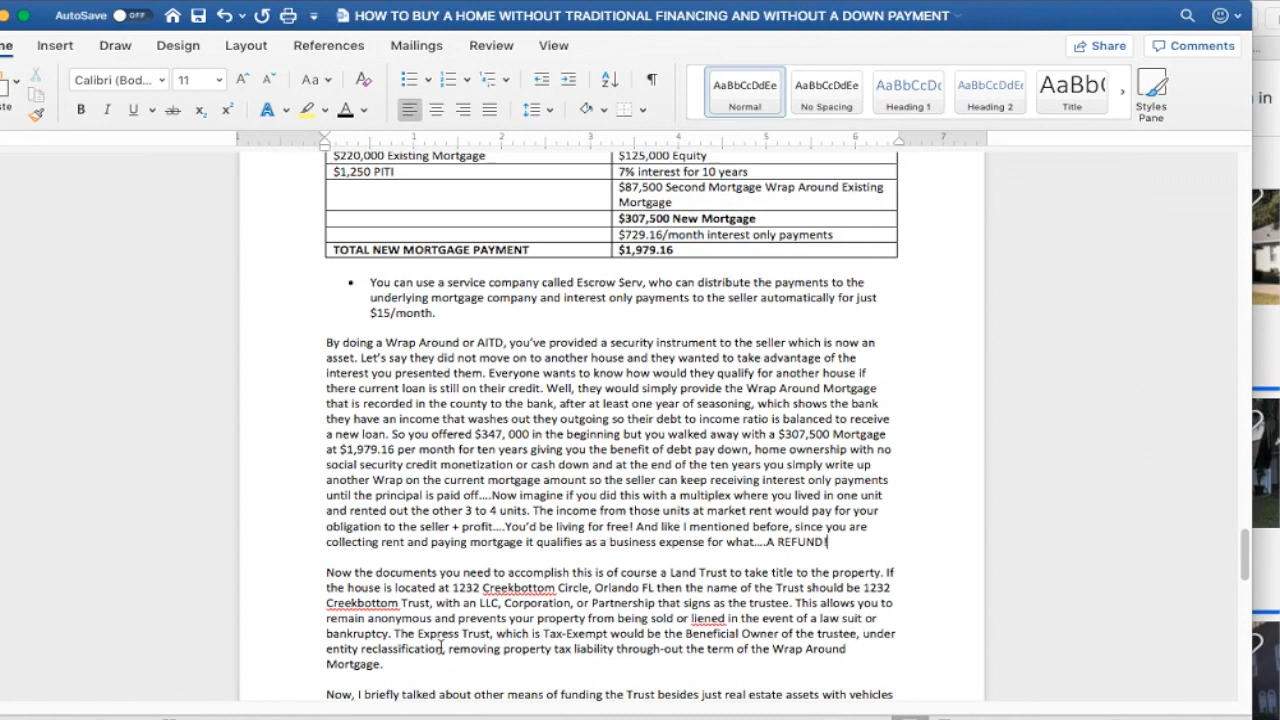 AutoSave OFF HOW TO BUY A HOME WITHOUT TRADITIONAL FINANCING AND WITHOUT A DOWN PAYMENT
Insert Draw Design Layout References Mailings Review View Share Comments
Calibri (Bod... 11 Aa
AaBbCcDdEe AaBbCcDdEe AaBbCcDc AaBbCcDdEe AaBb(
Normal No Spacing Heading 1 Heading 2 Title Styles Pane
B I U ab x₂ x² A A
1 1 2 3 4 5 6 7
$220,000 Existing Mortgage $125,000 Equity
$1,250 PITI 7% interest for 10 years
$87,500 Second Mortgage Wrap Around Existing
Mortgage
$307,500 New Mortgage
$729.16/month interest only payments
TOTAL NEW MORTGAGE PAYMENT $1,979.16
• You can use a service company called Escrow Serv, who can distribute the payments to the
underlying mortgage company and interest only payments to the seller automatically for just
$15/month.
By doing a Wrap Around or AITD, you've provided a security instrument to the seller which is now an
asset. Let's say they did not move on to another house and they wanted to take advantage of the
interest you presented them. Everyone wants to know how would they qualify for another house if
there current loan is still on their credit. Well, they would simply provide the Wrap Around Mortgage
that is recorded in the county to the bank, after at least one year of seasoning, which shows the bank
they have an income that washes out they outgoing so their debt to income ratio is balanced to receive
a new loan. So you offered $347, 000 in the beginning but you walked away with a $307,500 Mortgage
at $1,979.16 per month for ten years giving you the benefit of debt pay down, home ownership with no
social security credit monetization or cash down and at the end of the ten years you simply write up
another Wrap on the current mortgage amount so the seller can keep receiving interest only payments
until the principal is paid off....Now imagine if you did this with a multiplex where you lived in one unit
and rented out the other 3 to 4 units. The income from those units at market rent would pay for your
obligation to the seller + profit....You'd be living for free! And like I mentioned before, since you are
collecting rent and paying mortgage it qualifies as a business expense for what....A REFUND!
Now the documents you need to accomplish this is of course a Land Trust to take title to the property. If
the house is located at 1232 Creekbottom Circle, Orlando FL then the name of the Trust should be 1232
Creekbottom Trust, with an LLC, Corporation, or Partnership that signs as the trustee. This allows you to
remain anonymous and prevents your property from being sold or liened in the event of a law suit or
bankruptcy. The Express Trust, which is Tax-Exempt would be the Beneficial Owner of the trustee, under
entity reclassification, removing property tax liability through-out the term of the Wrap Around
Mortgage.
Now, I briefly talked about other means of funding the Trust besides just real estate assets with vehicles